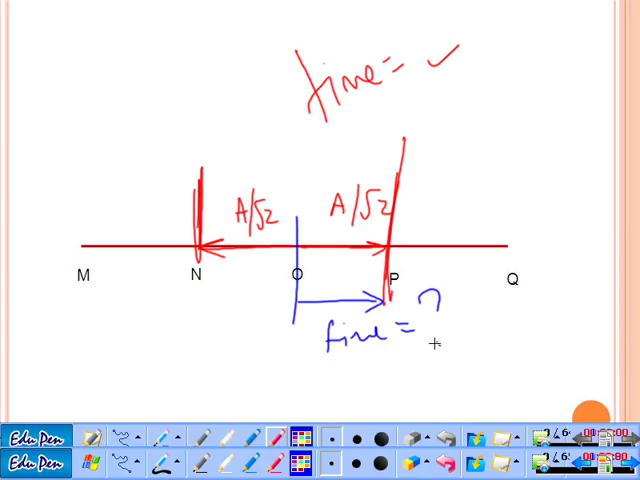 time = ✓
A/√2 A/√2
M N O P Q
time = ?
Edu Pen
Edu Pen